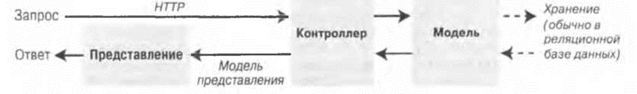 Запрос
HTTP
Контроллер
Модель
Хранение
(обычно в
реляционной
базе данных)
Ответ
Представление
Модель
представления